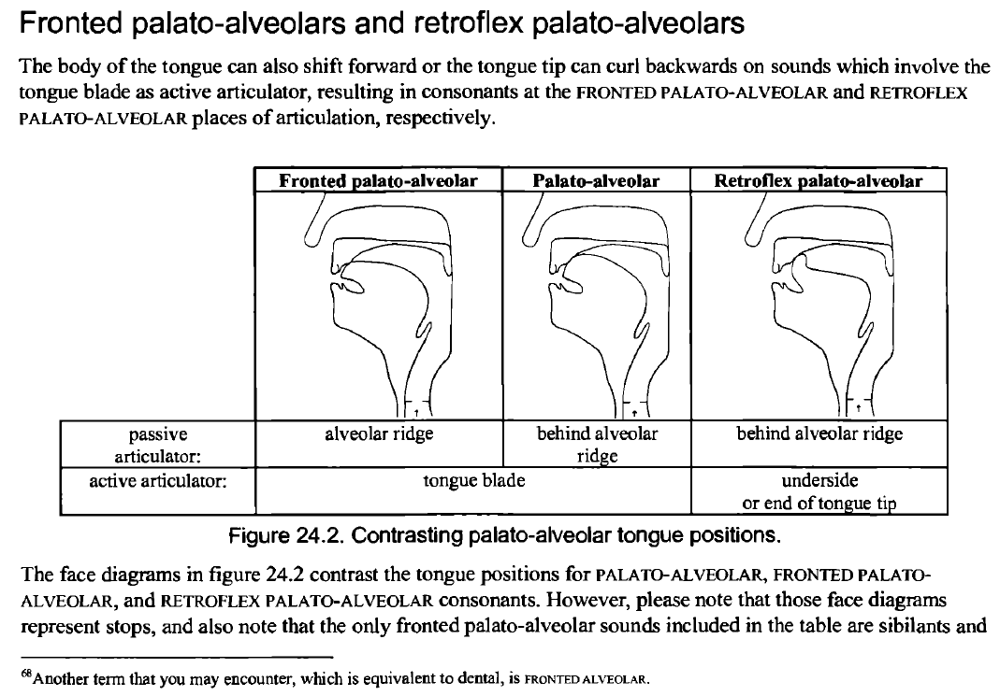 Fronted palato-alveolars and retroflex palato-alveolars
The body of the tongue can also shift forward or the tongue tip can curl backwards on sounds which involve the
tongue blade as active articulator, resulting in consonants at the FRONTED PALATO-ALVEOLAR and RETROFLEX
PALATO-ALVEOLAR places of articulation, respectively.
Fronted palato-alveolar Palato-alveolar Retroflex palato-alveolar
passive articulator: alveolar ridge behind alveolar ridge behind alveolar ridge
active articulator: tongue blade underside or end of tongue tip
Figure 24.2. Contrasting palato-alveolar tongue positions.
The face diagrams in figure 24.2 contrast the tongue positions for PALATO-ALVEOLAR, FRONTED PALATO-
ALVEOLAR, and RETROFLEX PALATO-ALVEOLAR consonants. However, please note that those face diagrams
represent stops, and also note that the only fronted palato-alveolar sounds included in the table are sibilants and
68 Another term that you may encounter, which is equivalent to dental, is FRONTED ALVEOLAR.